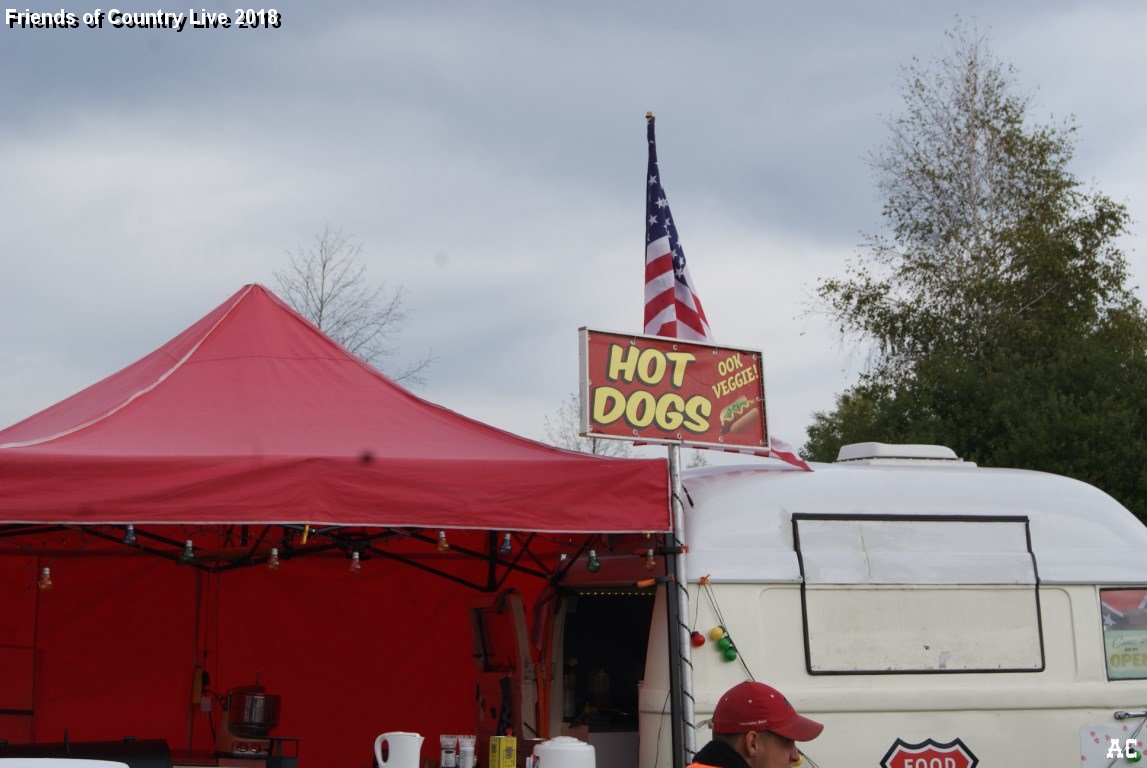 Friends of Country Live 2018
HOT
DOGS
OOK
VEGGIE!
OPEN
FOOD
AC